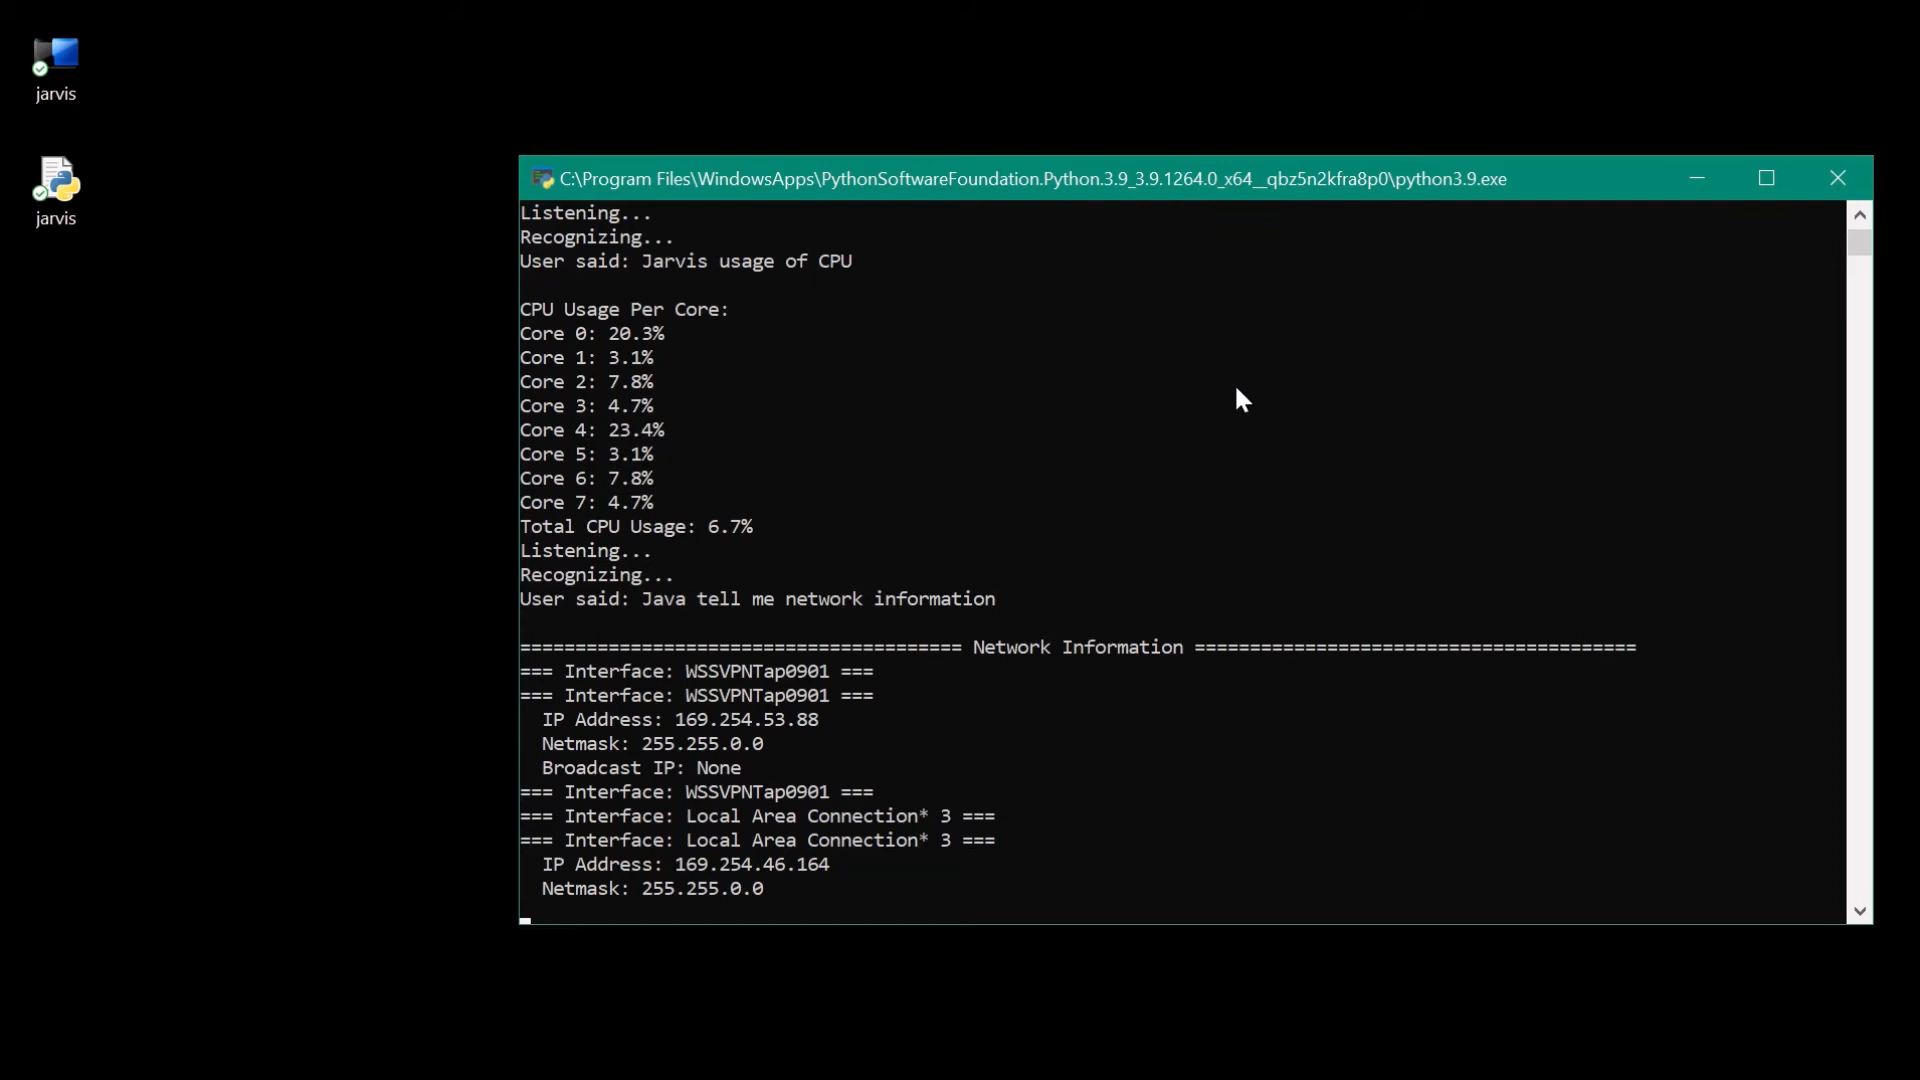 jarvis
jarvis
C:\Program Files\WindowsApps\PythonSoftwareFoundation.Python.3.9_3.9.1264.0_x64__qbz5n2kfra8p0\python3.9.exe
Listening...
Recognizing...
User said: Jarvis usage of CPU
CPU Usage Per Core:
Core 0: 20.3%
Core 1: 3.1%
Core 2: 7.8%
Core 3: 4.7%
Core 4: 23.4%
Core 5: 3.1%
Core 6: 7.8%
Core 7: 4.7%
Total CPU Usage: 6.7%
Listening...
Recognizing...
User said: Java tell me network information
======================================== Network Information ========================================
=== Interface: WSSVPNTap0901 ===
=== Interface: WSSVPNTap0901 ===
IP Address: 169.254.53.88
Netmask: 255.255.0.0
Broadcast IP: None
=== Interface: WSSVPNTap0901 ===
=== Interface: Local Area Connection* 3 ===
=== Interface: Local Area Connection* 3 ===
IP Address: 169.254.46.164
Netmask: 255.255.0.0